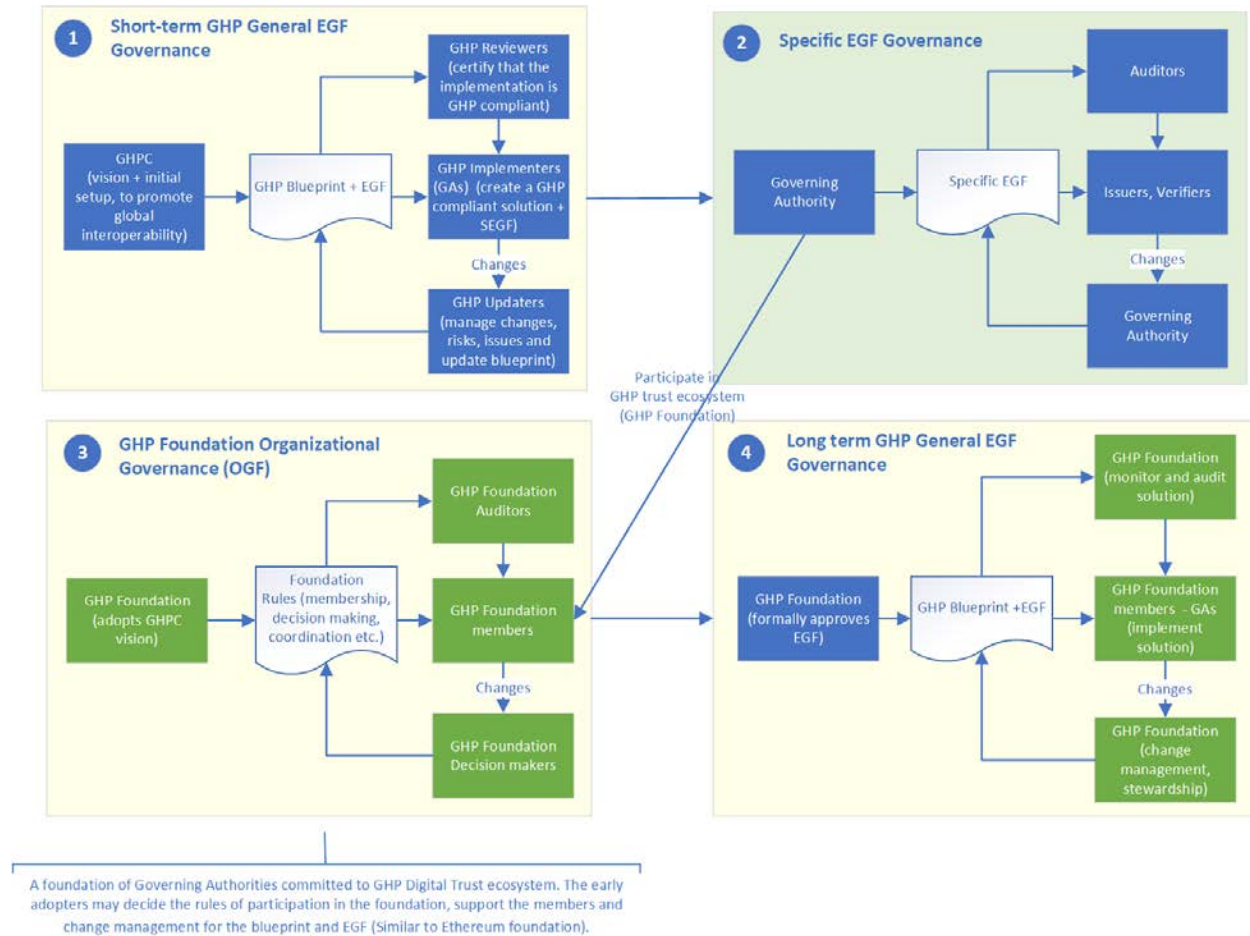 1
Short-term GHP General EGF
Governance
GHPC
(vision + initial
setup, to promote
global
interoperability)
GHP Blueprint + EGF
GHP Reviewers
(certify that the
implementation is
GHP compliant)
GHP Implementers
(GAs) (create a GHP
compliant solution +
SEGF)
Changes
GHP Updaters
(manage changes,
risks, issues and
update blueprint)
2
Specific EGF Governance
Governing
Authority
Specific EGF
Auditors
Issuers, Verifiers
Changes
Governing
Authority
Participate in
GHP trust ecosystem
(GHP Foundation)
3
GHP Foundation Organizational
Governance (OGF)
GHP Foundation
(adopts GHPC
vision)
Foundation
Rules (membership,
decision making,
coordination etc.)
GHP Foundation
Auditors
GHP Foundation
members
Changes
GHP Foundation
Decision makers
4
Long term GHP General EGF
Governance
GHP Foundation
(formally approves
EGF)
GHP Blueprint +EGF
GHP Foundation
(monitor and audit
solution)
GHP Foundation
members - GAs
(implement
solution)
Changes
GHP Foundation
(change
management,
stewardship)
A foundation of Governing Authorities committed to GHP Digital Trust ecosystem. The early
adopters may decide the rules of participation in the foundation, support the members and
change management for the blueprint and EGF (Similar to Ethereum foundation).